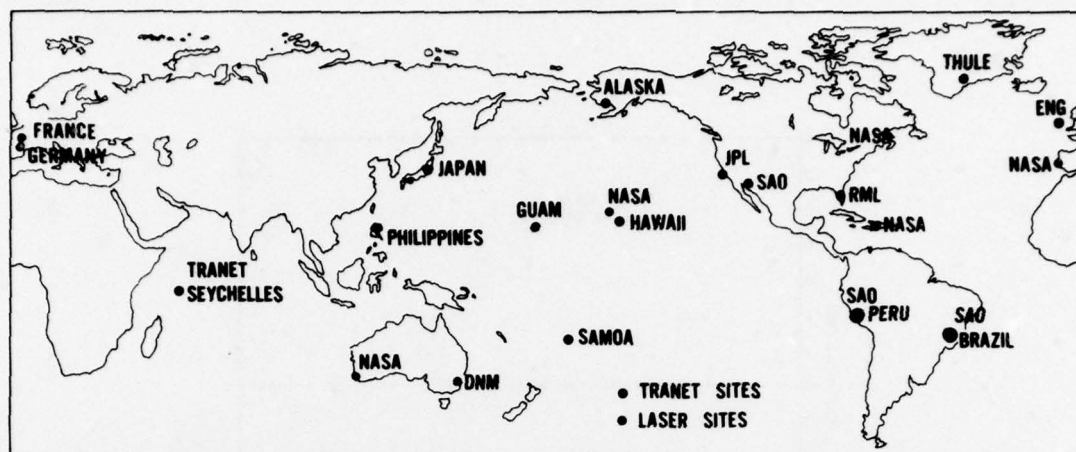 THULE
ALASKA
ENG
FRANCE
GERMANY
NASA
JAPAN
JPL
SAO
NASA
RML
NASA
GUAM
NASA
HAWAII
PHILIPPINES
TRANET
SEYCHELLES
SAO
PERU
SAO
BRAZIL
SAMOA
NASA
DNM
TRANET SITES
LASER SITES